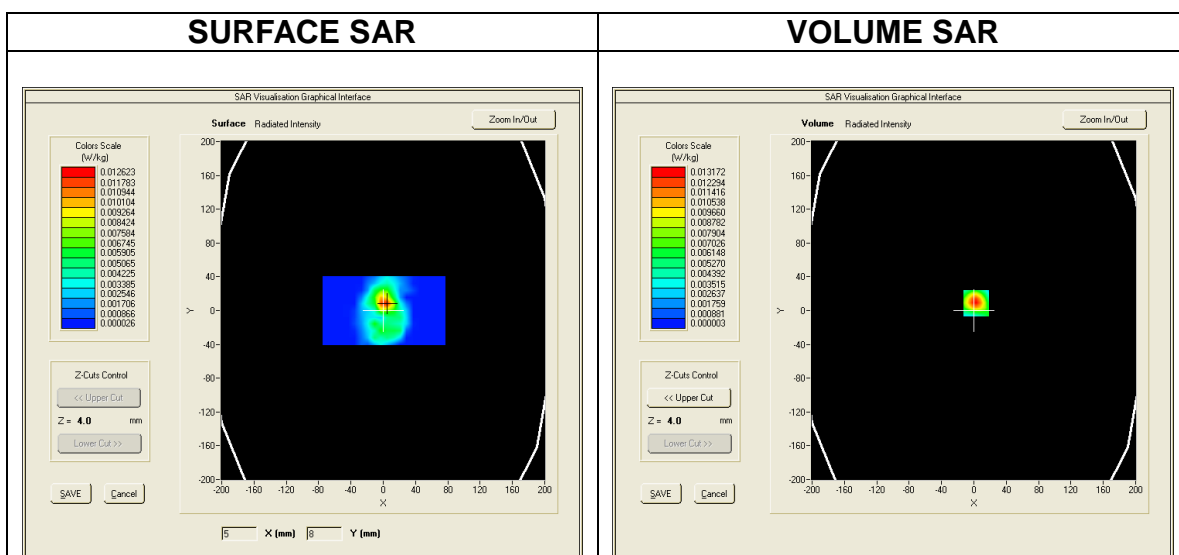 SURFACE SAR
SAR Visualisation Graphical Interface
Surface Radiated Intensity
Zoom In/Out
Colors Scale
(W/kg)
0.012623
0.011783
0.010944
0.010104
0.009264
0.008424
0.007584
0.006745
0.005905
0.005065
0.004225
0.003385
0.002546
0.001706
0.000866
0.000026
Z-Cuts Control
<< Upper Cut
Z = 4.0 mm
Lower Cut >>
SAVE Cancel
Y
200
160
120
80
40
0
-40
-80
-120
-160
-200
-200 -160 -120 -80 -40 0 40 80 120 160 200
X
5 X (mm) 8 Y (mm)
VOLUME SAR
SAR Visualisation Graphical Interface
Volume Radiated Intensity
Zoom In/Out
Colors Scale
(W/kg)
0.013172
0.012294
0.011416
0.010538
0.009660
0.008782
0.007904
0.007026
0.006148
0.005270
0.004392
0.003515
0.002637
0.001759
0.000881
0.000003
Z-Cuts Control
<< Upper Cut
Z = 4.0 mm
Lower Cut >>
SAVE Cancel
Y
200
160
120
80
40
0
-40
-80
-120
-160
-200
-200 -160 -120 -80 -40 0 40 80 120 160 200
X